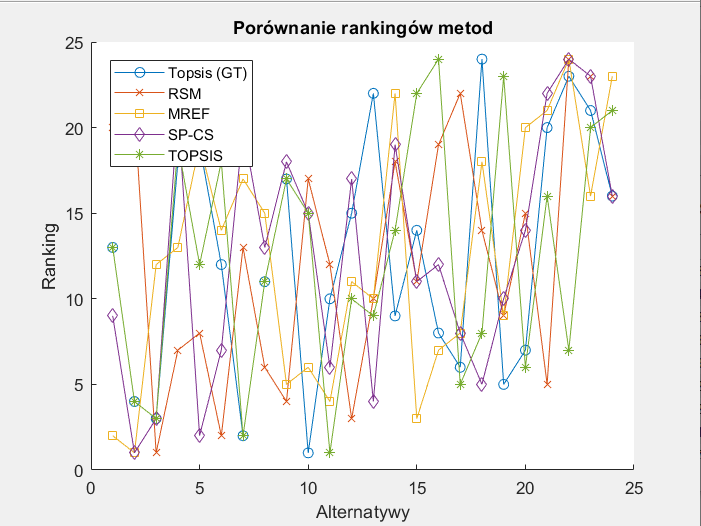 Porównanie rankingów metod
25
20
15
10
5
0
Ranking
Topsis (GT)
RSM
MREF
SP-CS
TOPSIS
0 5 10 15 20 25
Alternatywy